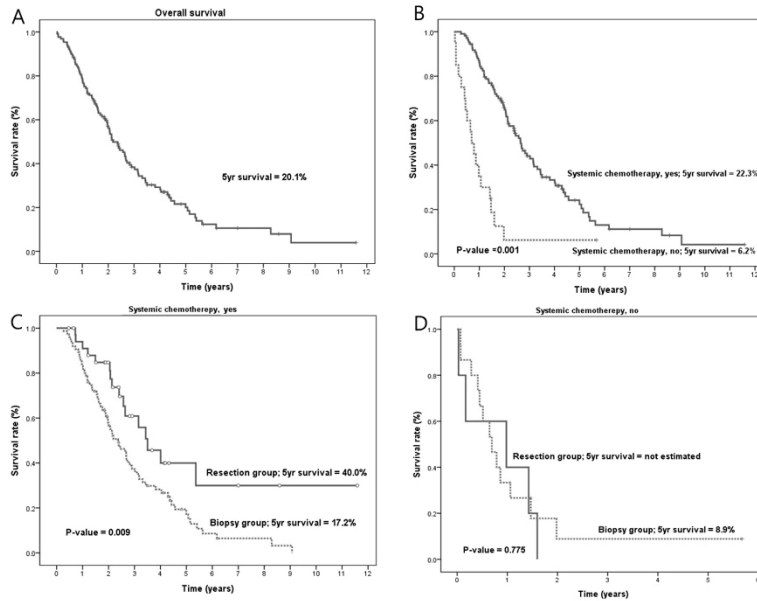 A
Overall survival
Survival rate (%)
1.0
0.8
0.6
0.4
0.2
0.0
5yr survival = 20.1%
0 1 2 3 4 5 6 7 8 9 10 11 12
Time (years)
B
Survival rate (%)
1.0
0.8
0.6
0.4
0.2
0.0
Systemic chemotherapy, yes; 5yr survival = 22.3%
Systemic chemotherapy, no; 5yr survival = 6.2%
P-value =0.001
0 1 2 3 4 5 6 7 8 9 10 11 12
Time (years)
C
Systemic chemotherapy, yes
Survival rate (%)
1.0
0.8
0.6
0.4
0.2
0.0
Resection group; 5yr survival = 40.0%
Biopsy group; 5yr survival = 17.2%
P-value = 0.009
0 1 2 3 4 5 6 7 8 9 10 11 12
Time (years)
D
Systemic chemotherapy, no
Survival rate (%)
1.0
0.8
0.6
0.4
0.2
0.0
Resection group; 5yr survival = not estimated
Biopsy group; 5yr survival = 8.9%
P-value = 0.775
0 1 2 3 4 5 6
Time (years)